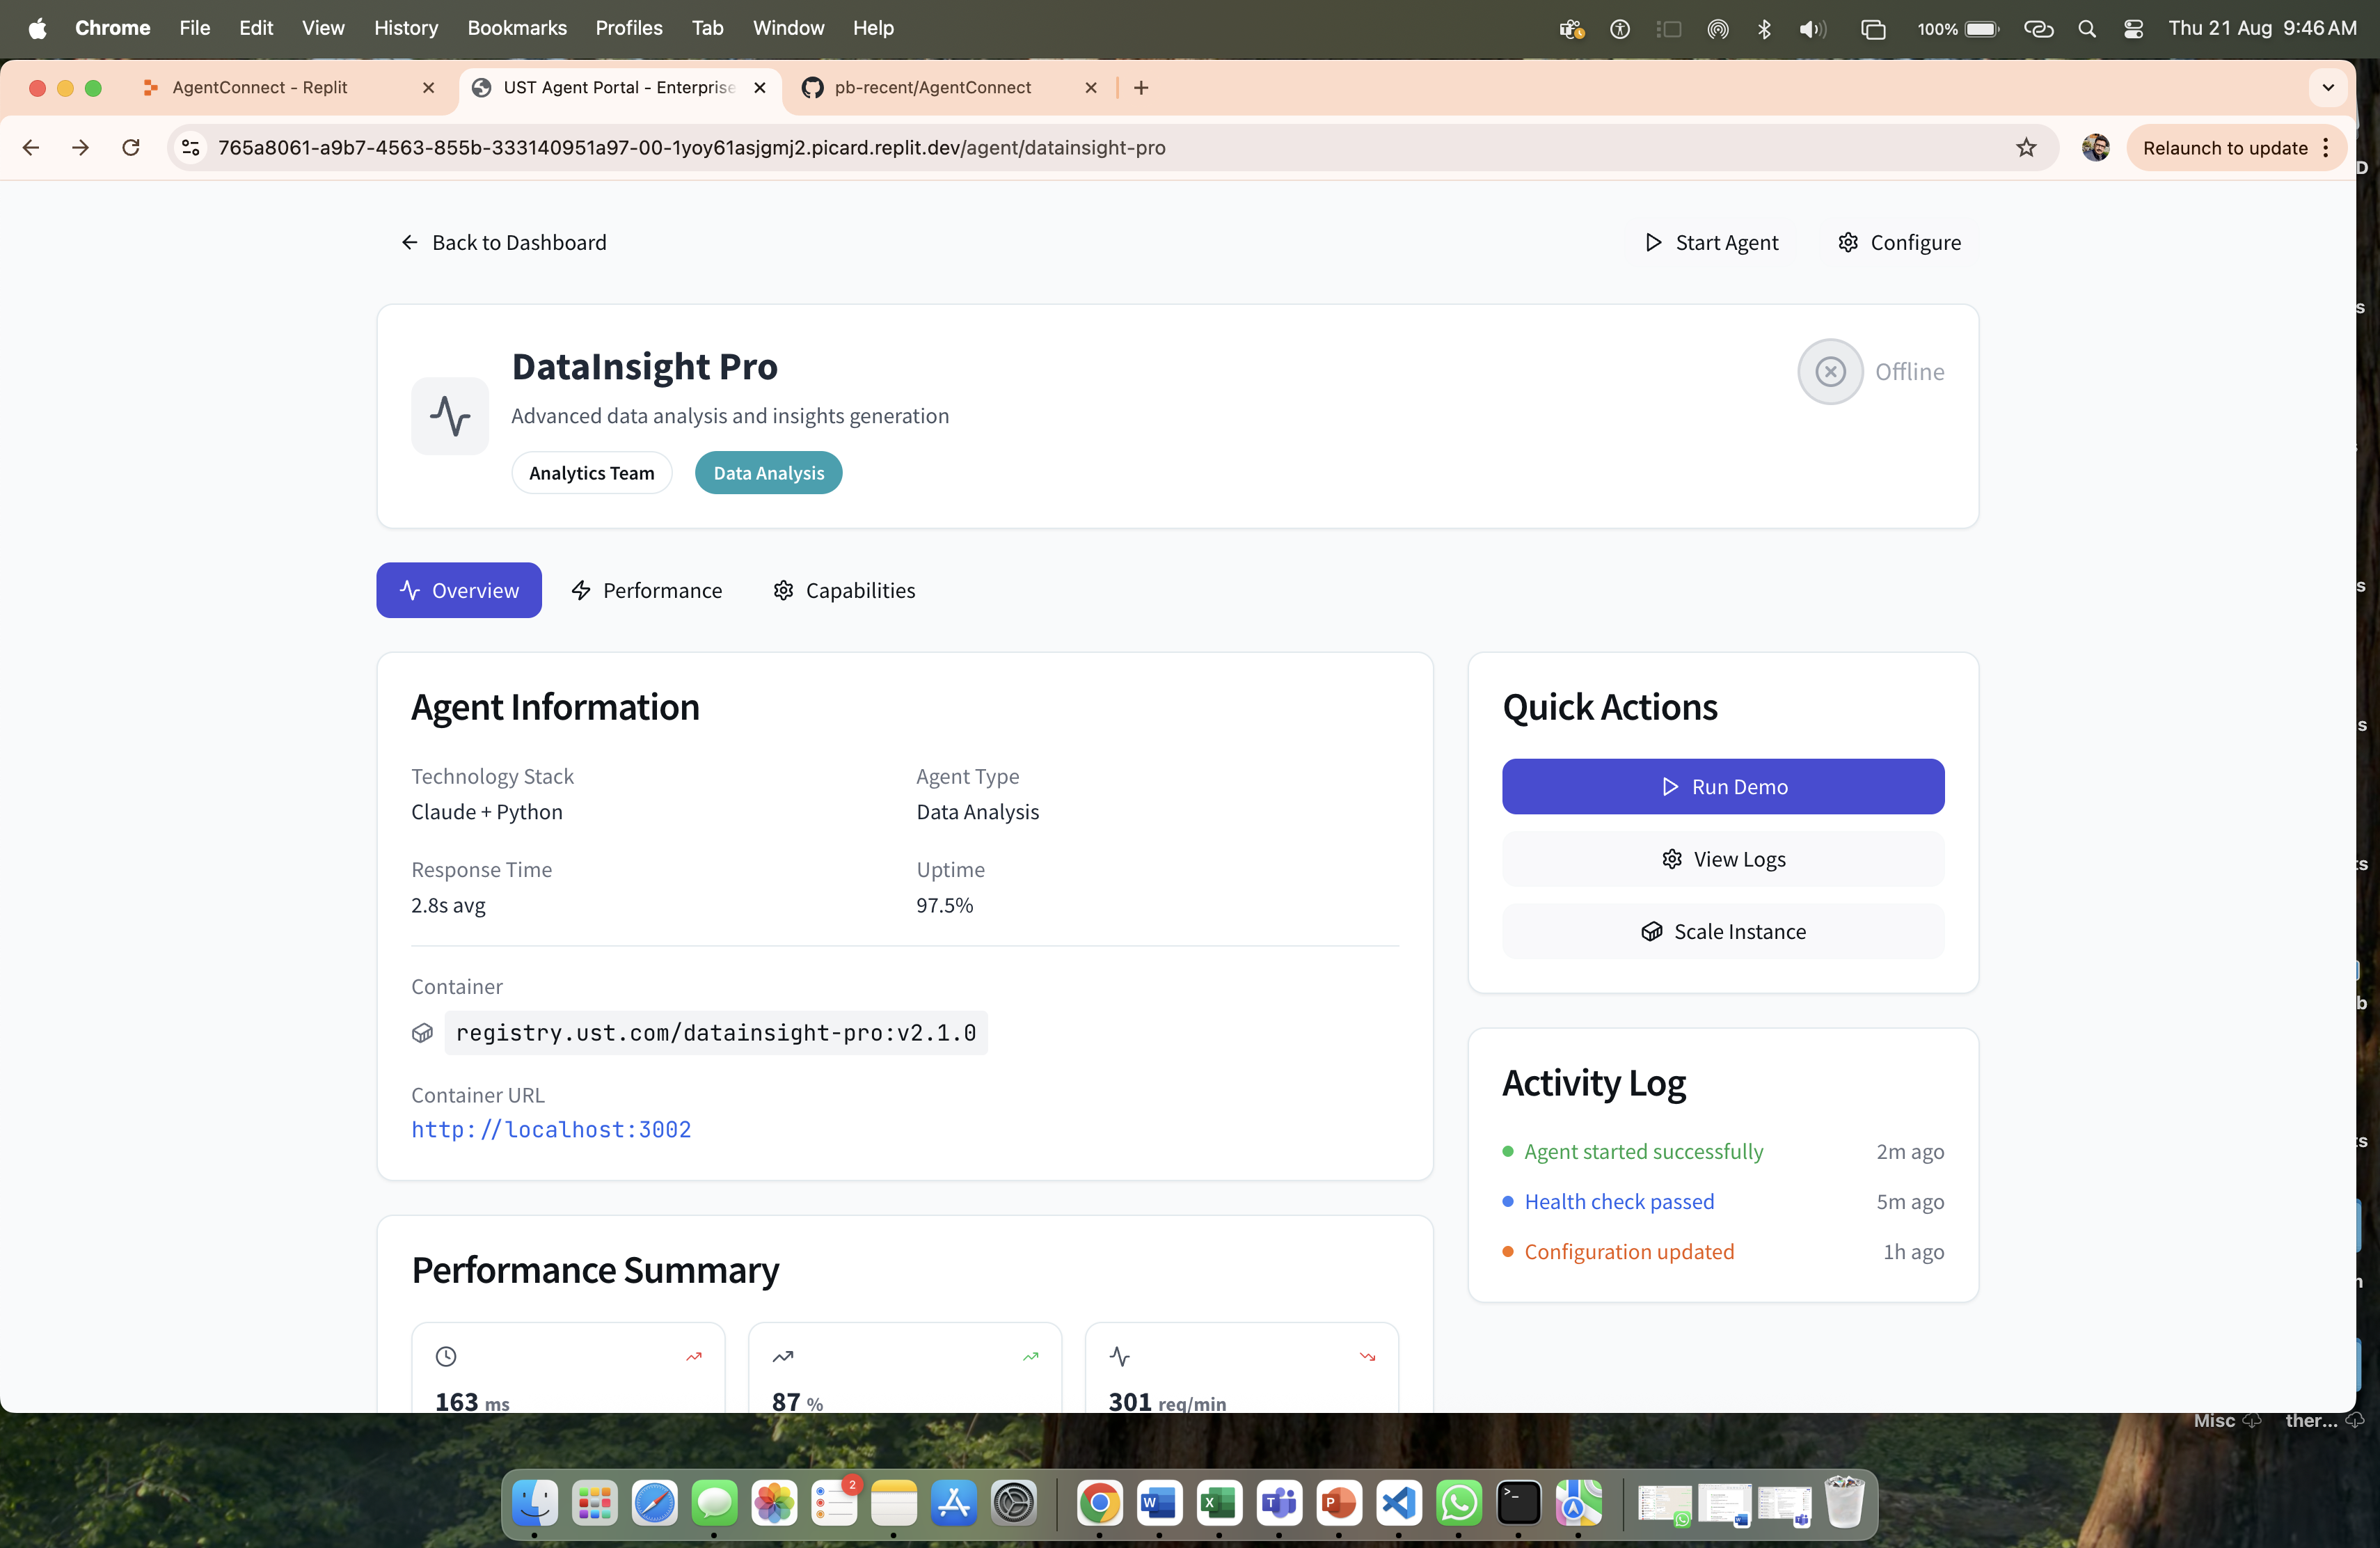 Chrome File Edit View History Bookmarks Profiles Tab Window Help 100% Thu 21 Aug 9:46 AM
AgentConnect - Replit UST Agent Portal - Enterprise pb-recent/AgentConnect
765a8061-a9b7-4563-855b-333140951a97-00-1yoy61asjgmj2.picard.replit.dev/agent/datainsight-pro Relaunch to update
Back to Dashboard Start Agent Configure
DataInsight Pro
Offline
Advanced data analysis and insights generation
Analytics Team Data Analysis
Overview Performance Capabilities
Agent Information
Technology Stack Agent Type
Claude + Python Data Analysis
Response Time Uptime
2.8s avg 97.5%
Container
registry.ust.com/datainsight-pro:v2.1.0
Container URL
http://localhost:3002
Quick Actions
Run Demo
View Logs
Scale Instance
Activity Log
Agent started successfully 2m ago
Health check passed 5m ago
Configuration updated 1h ago
Performance Summary
163 ms 87 % 301 req/min
Misc ther...
2